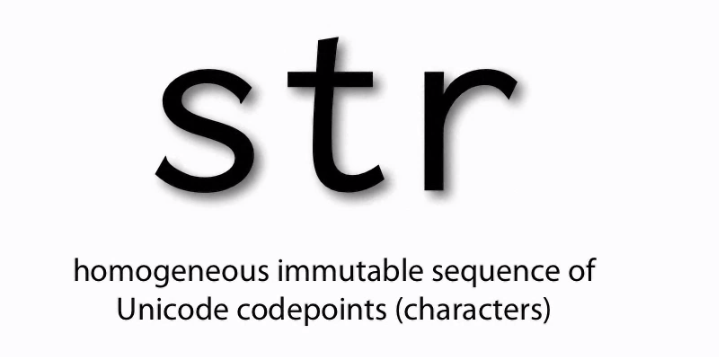 str
homogeneous immutable sequence of
Unicode codepoints (characters)